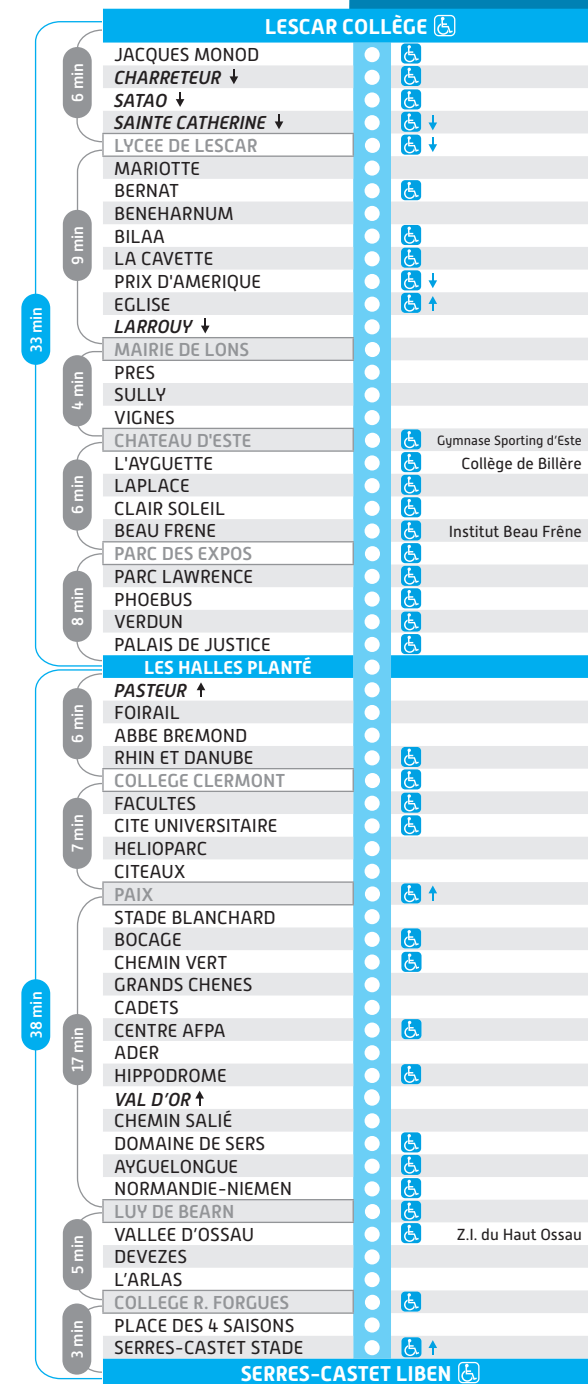 LESCAR COLLÈGE
JACQUES MONOD
CHARRETEUR ↓
SATAO ↓
SAINTE CATHERINE ↓ ↓
LYCEE DE LESCAR ↓
6 min
MARIOTTE
BERNAT
BENEHARNUM
BILAA
LA CAVETTE
PRIX D'AMERIQUE ↓
EGLISE ↑
LARROUY ↓
MAIRIE DE LONS
9 min
33 min
PRES
SULLY
VIGNES
CHATEAU D'ESTE Gymnase Sporting d'Este
4 min
L'AYGUETTE Collège de Billère
LAPLACE
CLAIR SOLEIL
BEAU FRENE Institut Beau Frêne
PARC DES EXPOS
6 min
PARC LAWRENCE
PHOEBUS
VERDUN
PALAIS DE JUSTICE
8 min
LES HALLES PLANTÉ
PASTEUR ↑
FOIRAIL
ABBE BREMOND
RHIN ET DANUBE
COLLEGE CLERMONT
6 min
FACULTES
CITE UNIVERSITAIRE
HELIOPARC
CITEAUX
PAIX ↑
7 min
STADE BLANCHARD
BOCAGE
CHEMIN VERT
GRANDS CHENES
CADETS
CENTRE AFPA
ADER
HIPPODROME
VAL D'OR ↑
CHEMIN SALIÉ
DOMAINE DE SERS
AYGUELONGUE
NORMANDIE-NIEMEN
LUY DE BEARN
17 min
38 min
VALLEE D'OSSAU Z.I. du Haut Ossau
DEVEZES
L'ARLAS
COLLEGE R. FORGUES
5 min
PLACE DES 4 SAISONS
SERRES-CASTET STADE ↑
3 min
SERRES-CASTET LIBEN